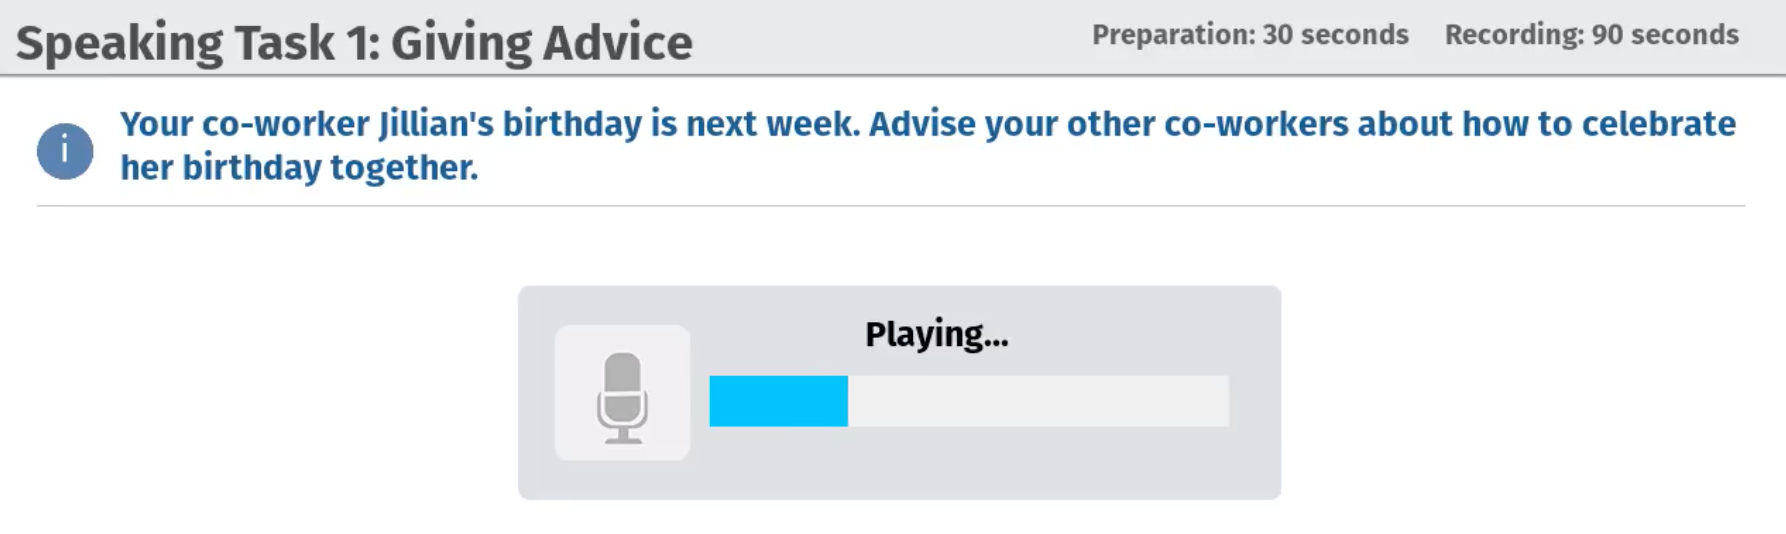 Speaking Task 1: Giving Advice
Preparation: 30 seconds Recording: 90 seconds
i
Your co-worker Jillian's birthday is next week. Advise your other co-workers about how to celebrate
her birthday together.
Playing...